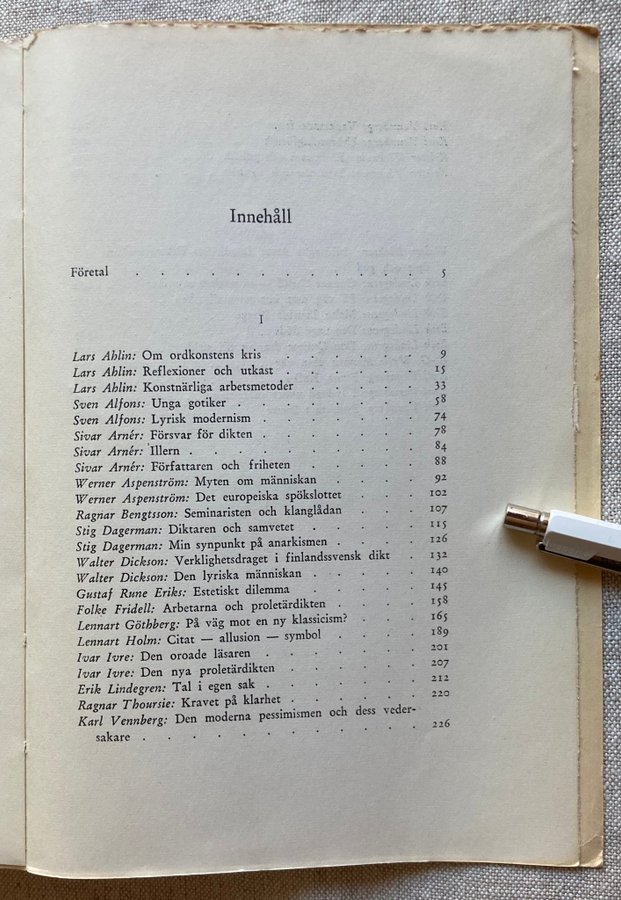 Innehåll
Företal . . . . . . . . . . . . 5
I
Lars Ahlin: Om ordkonstens kris . . . . . . 9
Lars Ahlin: Reflexioner och utkast . . . . . . 15
Lars Ahlin: Konstnärliga arbetsmetoder . . . . . 33
Sven Alfons: Unga gotiker . . . . . . . 58
Sven Alfons: Lyrisk modernism . . . . . . 74
Sivar Arnér: Försvar för dikten . . . . . . 78
Sivar Arnér: Illern . . . . . . . . 84
Sivar Arnér: Författaren och friheten . . . . . 88
Werner Aspenström: Myten om människan . . . . 92
Werner Aspenström: Det europeiska spökslottet . . . 102
Ragnar Bengtsson: Seminaristen och klanglådan . . . 107
Stig Dagerman: Diktaren och samvetet . . . . . 115
Stig Dagerman: Min synpunkt på anarkismen . . . . 126
Walter Dickson: Verklighetsdraget i finlandssvensk dikt . 132
Walter Dickson: Den lyriska människan . . . . 140
Gustaf Rune Eriks: Estetiskt dilemma . . . . . 145
Folke Fridell: Arbetarna och proletärdikten . . . . 158
Lennart Göthberg: På väg mot en ny klassicism? . . . 165
Lennart Holm: Citat — allusion — symbol . . . . 189
Ivar Ivre: Den oroade läsaren . . . . . . 201
Ivar Ivre: Den nya proletärdikten . . . . . 207
Erik Lindegren: Tal i egen sak . . . . . . 212
Ragnar Thoursie: Kravet på klarhet . . . . . 220
Karl Vennberg: Den moderna pessimismen och dess veder-
sakare . . . . . . . . . . 226